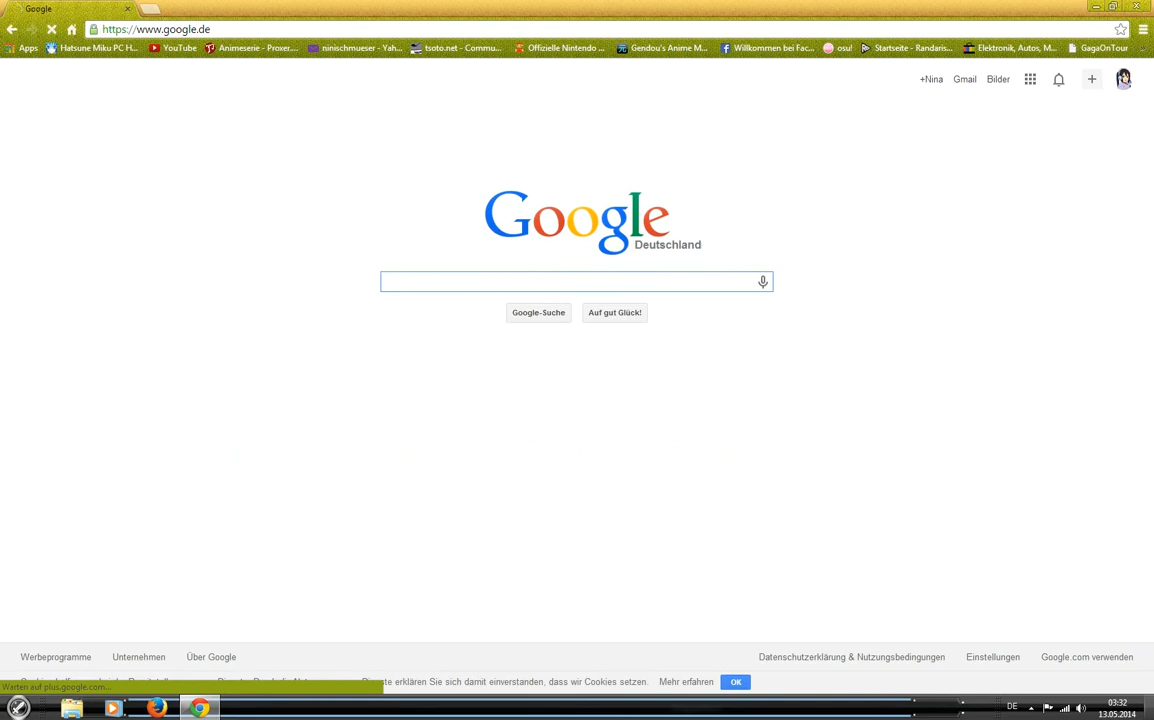 Google
https://www.google.de
Apps Hatsune Miku PC H... YouTube Animeserie - Proxer.... ninischmueser - Yah... tsoto.net - Commu... Offizielle Nintendo ... Gendou's Anime M... Willkommen bei Fac... osu! Startseite - Randaris... Elektronik, Autos, M... GagaOnTour
+Nina Gmail Bilder
Google
Deutschland
Google-Suche Auf gut Glück!
Werbeprogramme Unternehmen Über Google Datenschutzerklärung & Nutzungsbedingungen Einstellungen Google.com verwenden
erklären Sie sich damit einverstanden, dass wir Cookies setzen. Mehr erfahren OK
Warten auf plus.google.com...
DE 03:32
13.05.2014